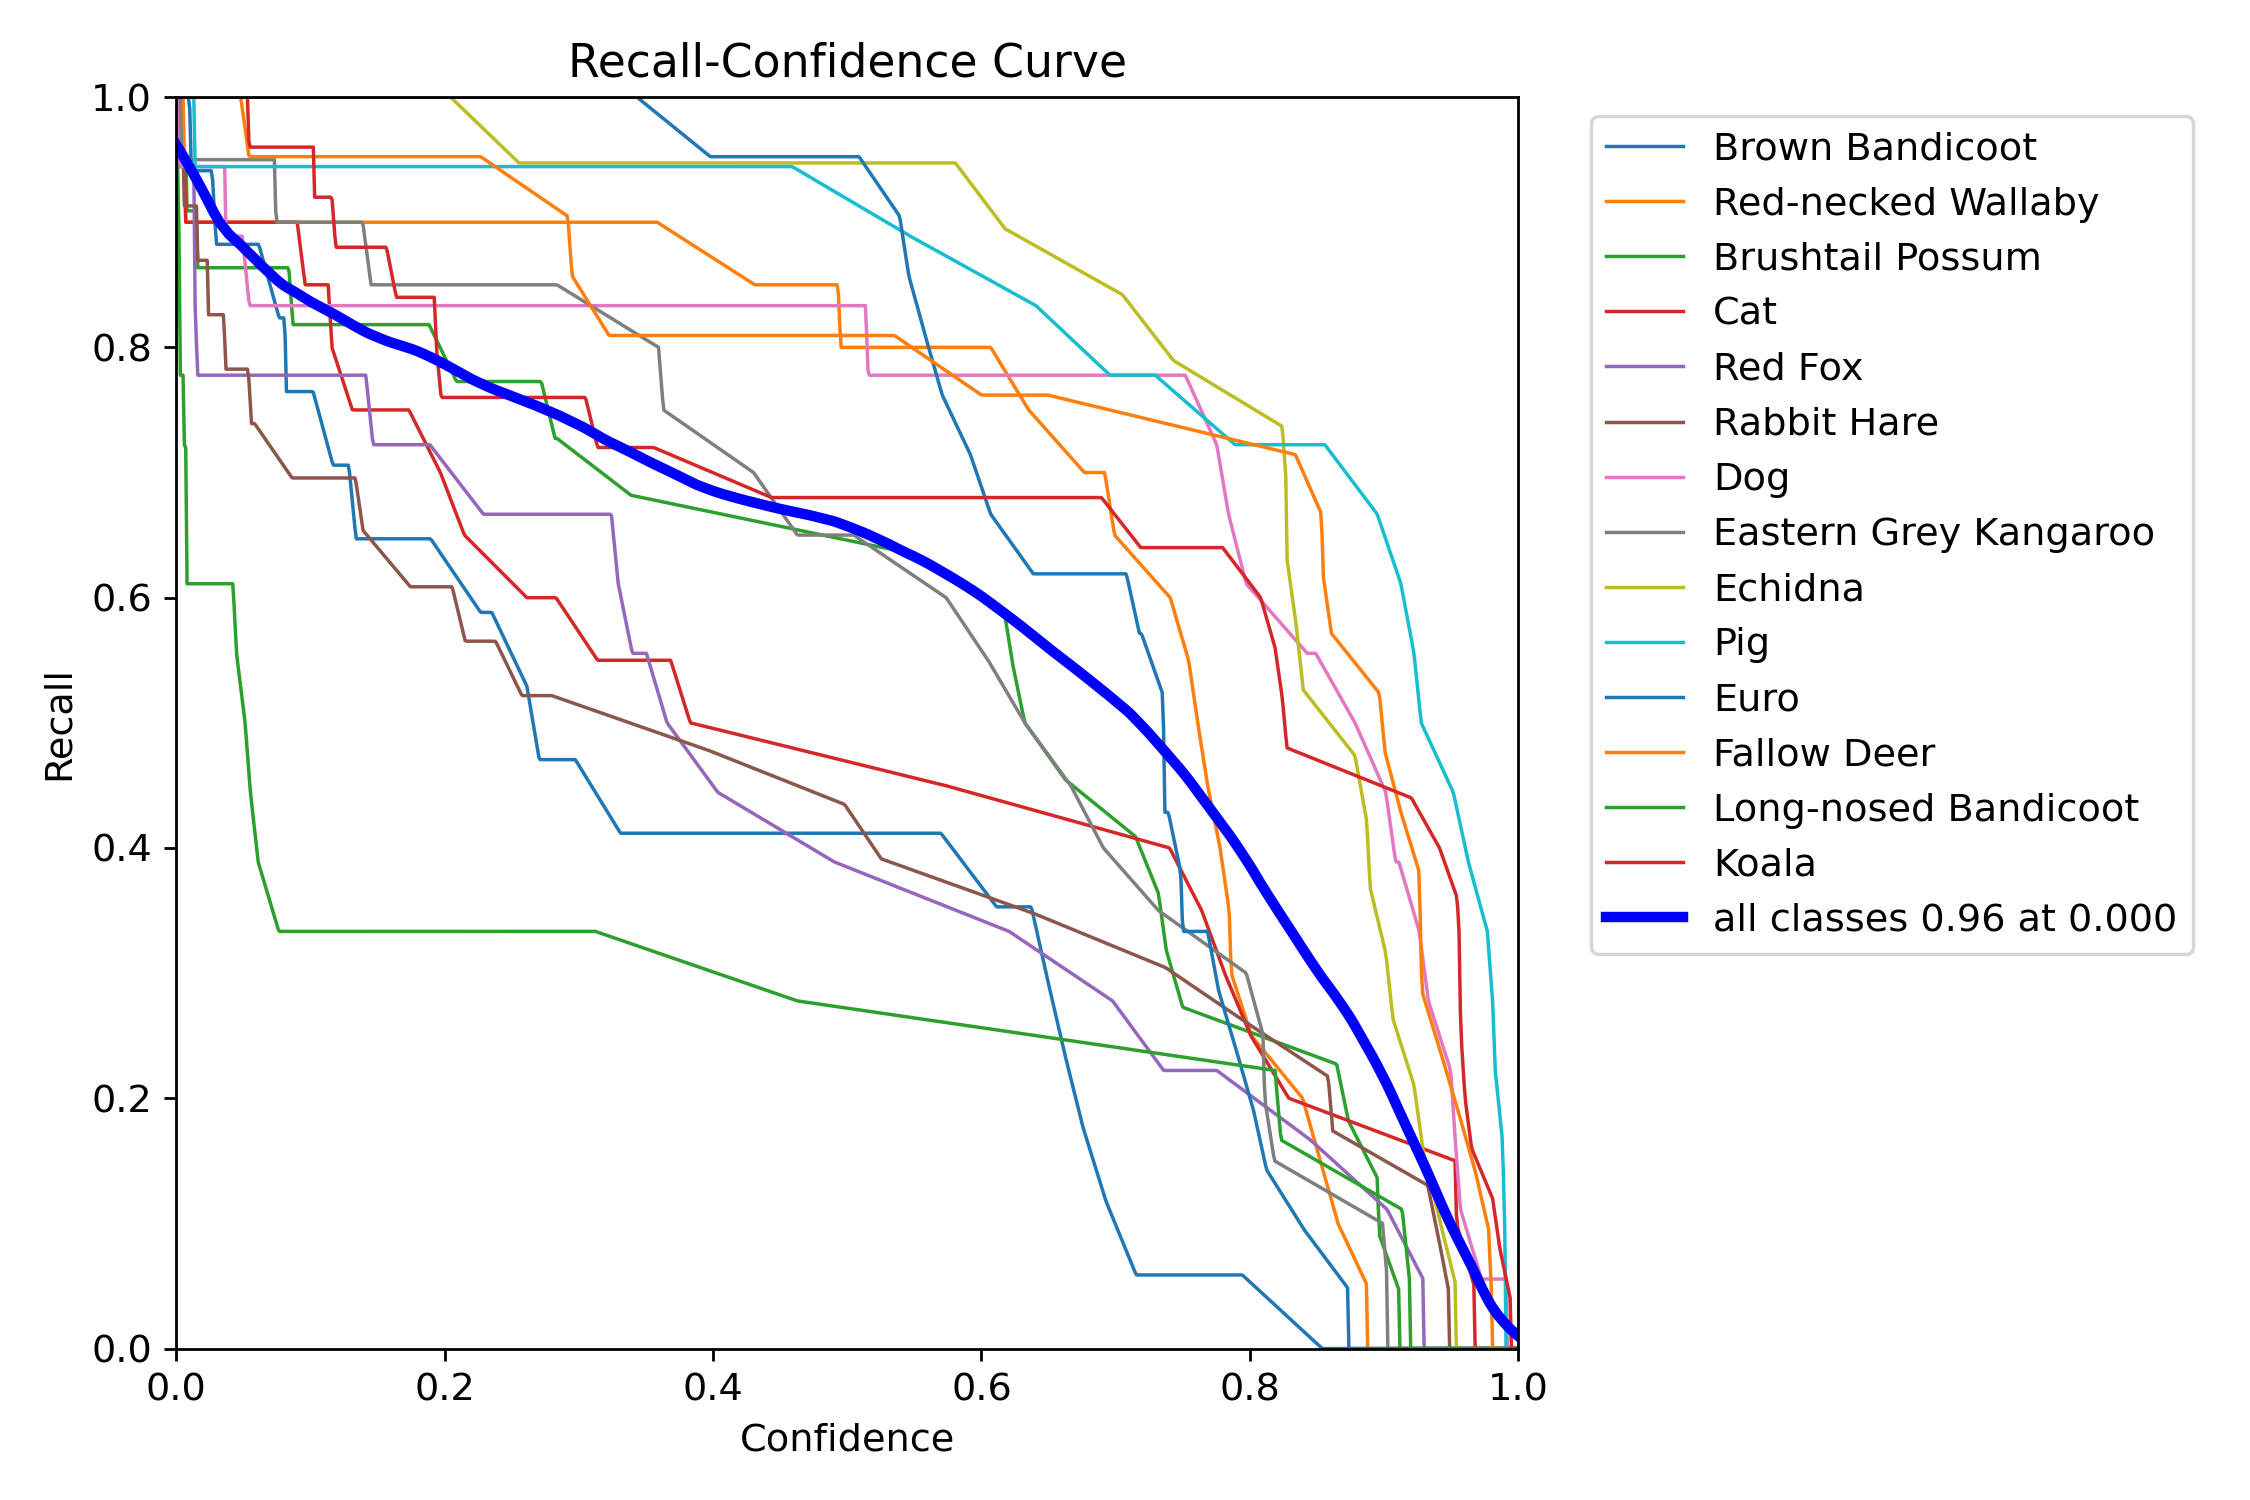 Recall-Confidence Curve
1.0
0.8
0.6
0.4
0.2
0.0
Recall
0.0 0.2 0.4 0.6 0.8 1.0
Confidence
Brown Bandicoot
Red-necked Wallaby
Brushtail Possum
Cat
Red Fox
Rabbit Hare
Dog
Eastern Grey Kangaroo
Echidna
Pig
Euro
Fallow Deer
Long-nosed Bandicoot
Koala
all classes 0.96 at 0.000